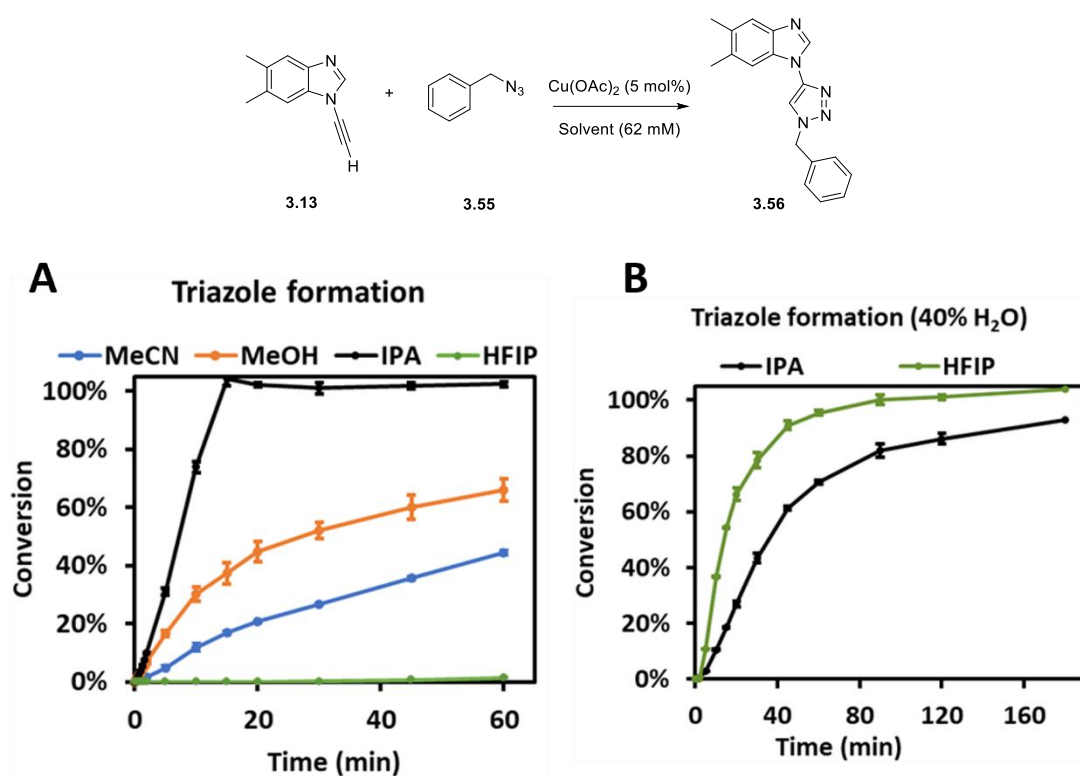 N
N
H
+
N₃
Cu(OAc)₂ (5 mol%)
Solvent (62 mM)
N
N
N
N
N
3.13
3.55
3.56
A
Triazole formation
MeCN MeOH IPA HFIP
100%
80%
60%
40%
20%
0%
Conversion
0 20 40 60
Time (min)
B
Triazole formation (40% H₂O)
IPA HFIP
100%
80%
60%
40%
20%
0%
Conversion
0 40 80 120 160
Time (min)